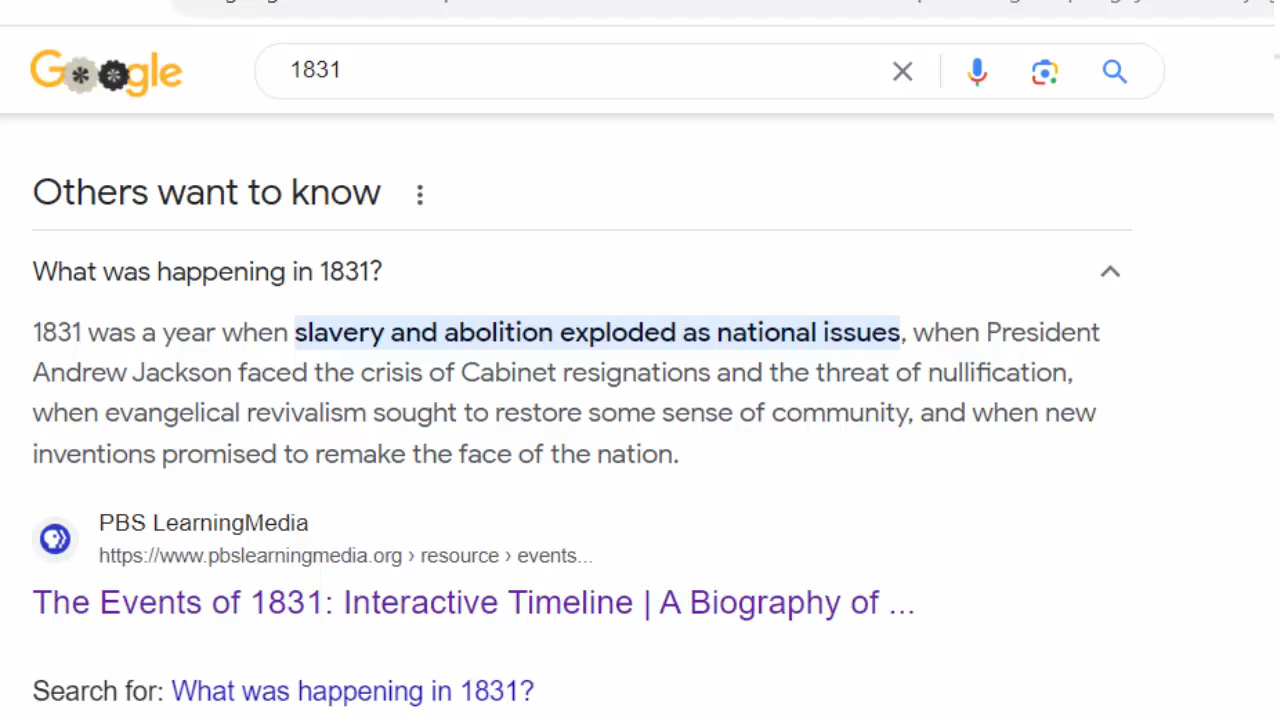 Google
1831
Others want to know
What was happening in 1831?
1831 was a year when slavery and abolition exploded as national issues, when President
Andrew Jackson faced the crisis of Cabinet resignations and the threat of nullification,
when evangelical revivalism sought to restore some sense of community, and when new
inventions promised to remake the face of the nation.
PBS LearningMedia
https://www.pbslearningmedia.org › resource › events...
The Events of 1831: Interactive Timeline | A Biography of ...
Search for: What was happening in 1831?